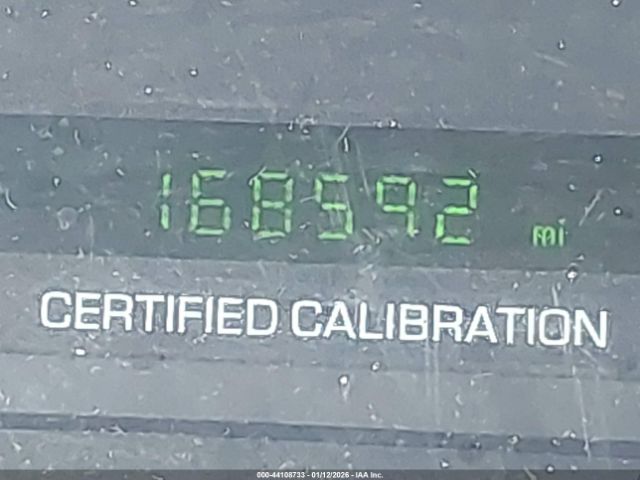 168592 mi
CERTIFIED CALIBRATION
000-44108733 - 01/12/2026 - IAA Inc.